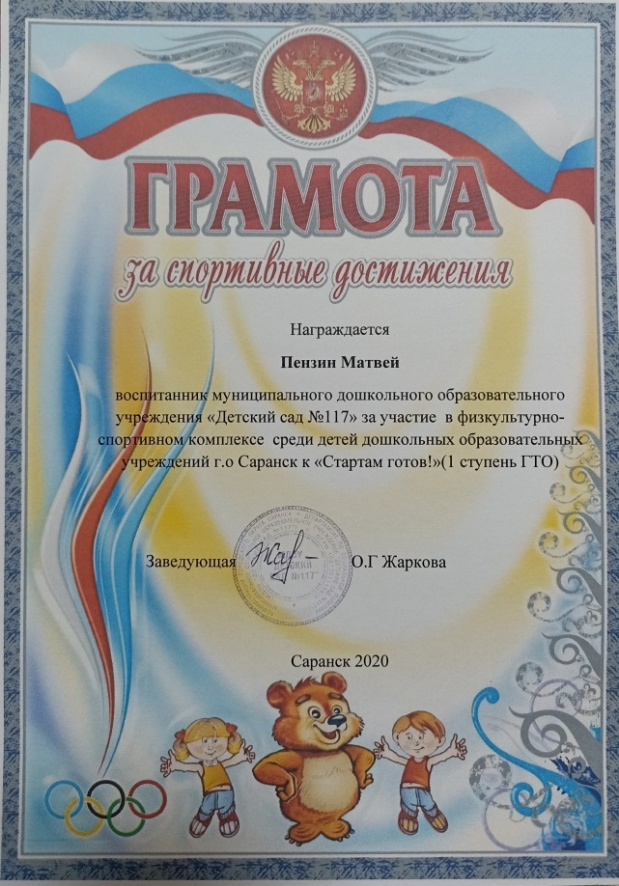 ГРАМОТА
за спортивные достижения
Награждается
Пензин Матвей
воспитанник муниципального дошкольного образовательного
учреждения «Детский сад №117» за участие в физкультурно-
спортивном комплексе среди детей дошкольных образовательных
учреждений г.о Саранск к «Стартам готов!»(1 ступень ГТО)
Заведующая О.Г Жаркова
№117
Саранск 2020